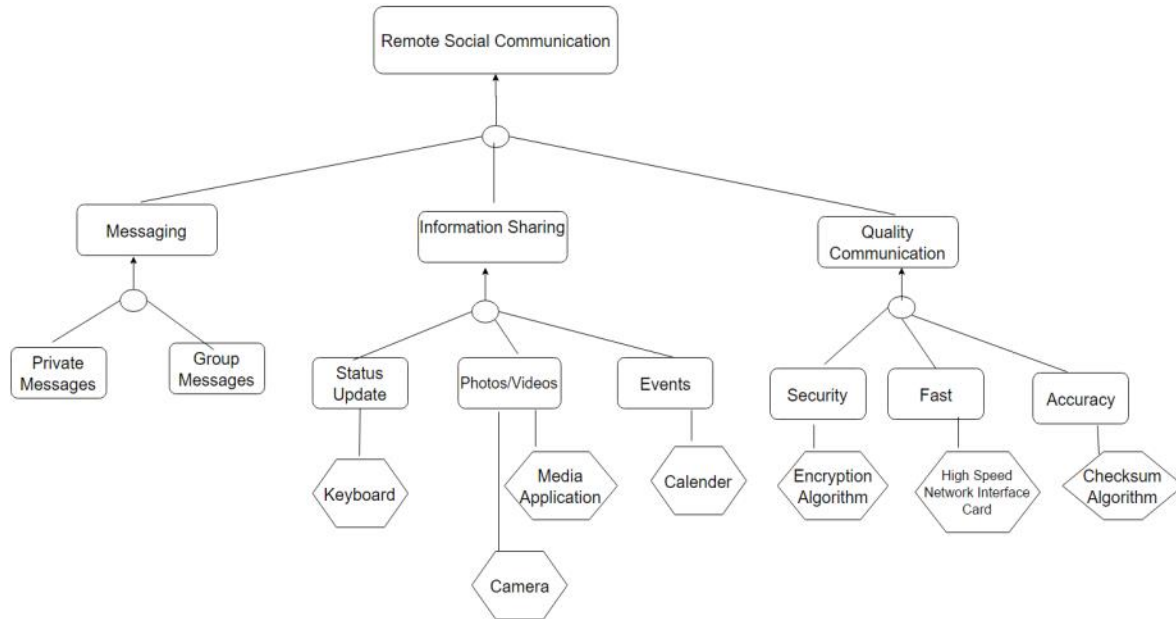 Remote Social Communication
Messaging
Information Sharing
Quality
Communication
Private
Messages
Group
Messages
Status
Update
Photos/Videos
Events
Security
Fast
Accuracy
Keyboard
Media
Application
Calender
Encryption
Algorithm
High Speed
Network Interface
Card
Checksum
Algorithm
Camera